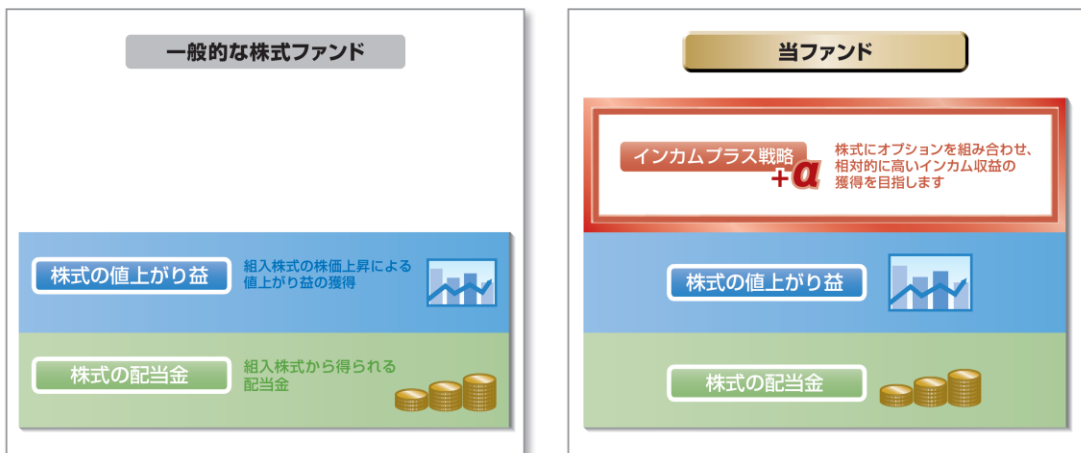 一般的な株式ファンド
株式の値上がり益
組入株式の株価上昇による
値上がり益の獲得
株式の配当金
組入株式から得られる
配当金
当ファンド
インカムプラス戦略
+α
株式にオプションを組み合わせ、
相対的に高いインカム収益の
獲得を目指します
株式の値上がり益
株式の配当金